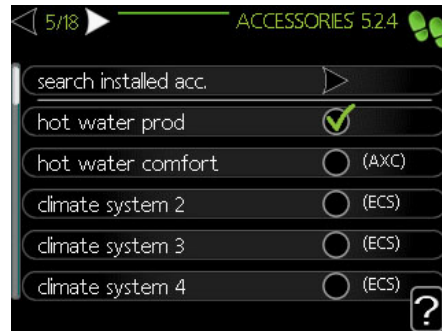 5/18 ACCESSORIES 5.2.4
search installed acc.
hot water prod
hot water comfort (AXC)
climate system 2 (ECS)
climate system 3 (ECS)
climate system 4 (ECS)
?